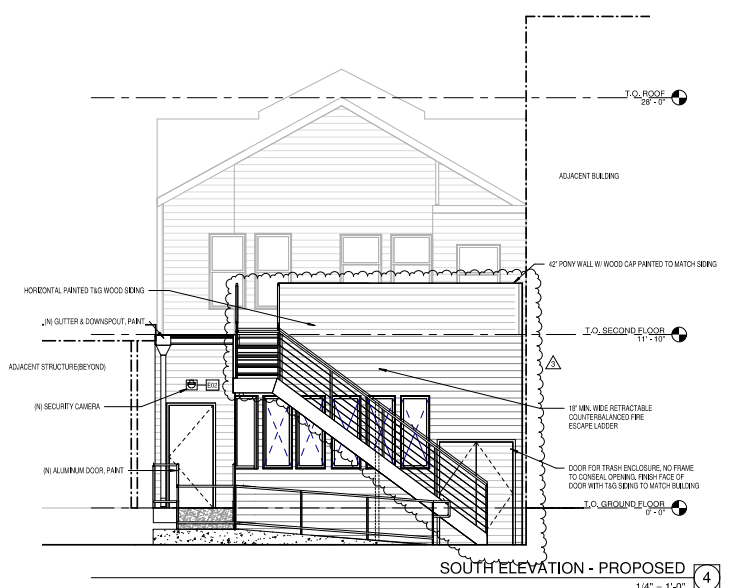 T.O. ROOF
28' - 0"
ADJACENT BUILDING
42" PONY WALL W/ WOOD CAP PAINTED TO MATCH SIDING
HORIZONTAL PAINTED T&G WOOD SIDING
(N) GUTTER & DOWNSPOUT, PAINT
T.O. SECOND FLOOR
11' - 10"
ADJACENT STRUCTURE(BEYOND)
3
E02
(N) SECURITY CAMERA
18" MIN. WIDE RETRACTABLE
COUNTERBALANCED FIRE
ESCAPE LADDER
(N) ALUMINUM DOOR, PAINT
DOOR FOR TRASH ENCLOSURE, NO FRAME
TO CONSEAL OPENING, FINISH FACE OF
DOOR WITH T&G SIDING TO MATCH BUILDING
T.O. GROUND FLOOR
0' - 0"
SOUTH ELEVATION - PROPOSED
4
1/4" = 1'-0"